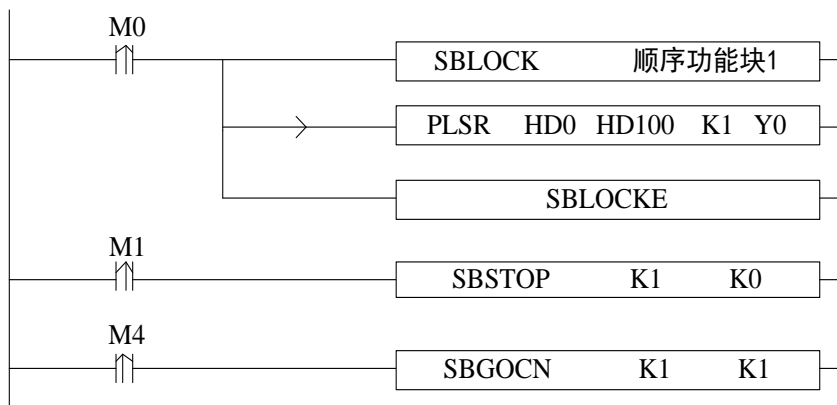 M0
SBLOCK 顺序功能块1
PLSR HD0 HD100 K1 Y0
SBLOCKE
M1
SBSTOP K1 K0
M4
SBGOCN K1 K1